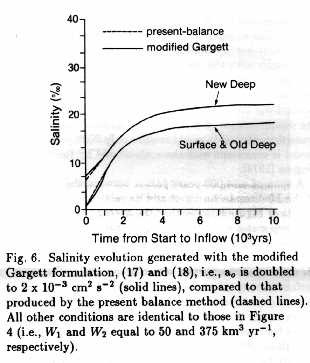 40
present-balance
modified Gargett
30
New Deep
Salinity (‰)
20
Surface & Old Deep
10
0
0 2 4 6 8 10
Time from Start to Inflow (10³yrs)
Fig. 6. Salinity evolution generated with the modified
Gargett formulation, (17) and (18), i.e., aₒ is doubled
to 2 x 10⁻³ cm² s⁻² (solid lines), compared to that
produced by the present balance method (dashed lines).
All other conditions are identical to those in Figure
4 (i.e., W₁ and W₂ equal to 50 and 375 km³ yr⁻¹,
respectively).